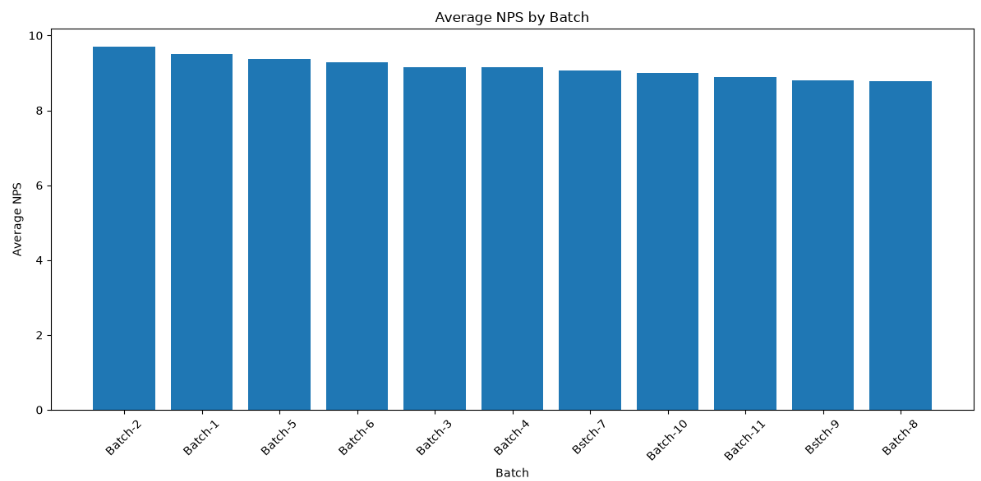 Average NPS by Batch
Average NPS
10
8
6
4
2
0
Batch-2
Batch-1
Batch-5
Batch-6
Batch-3
Batch-4
Bstch-7
Batch-10
Batch-11
Bstch-9
Batch-8
Batch